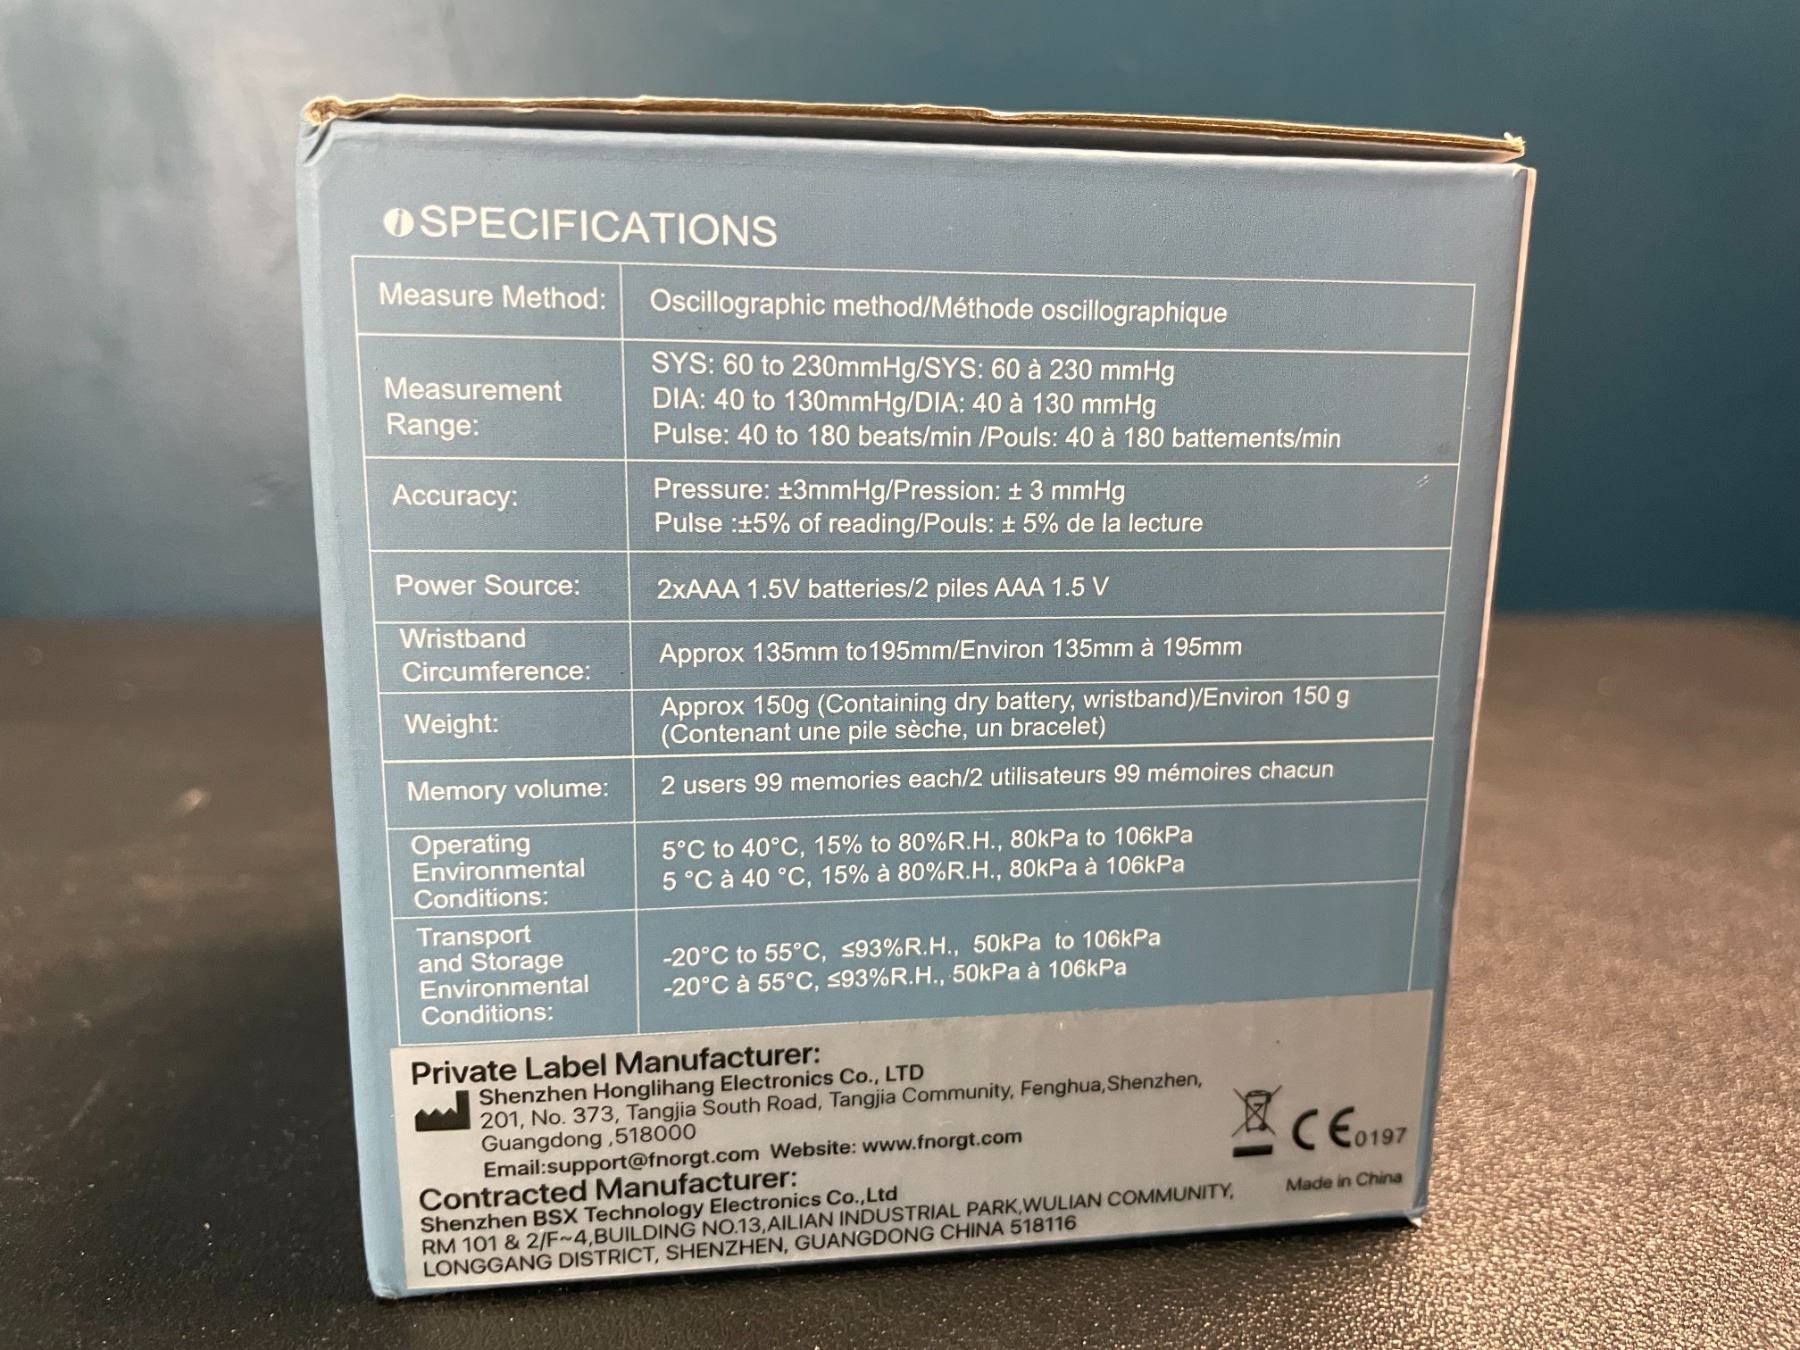 SPECIFICATIONS
Measure Method:
Oscillographic method/Méthode oscillographique
Measurement
Range:
SYS: 60 to 230mmHg/SYS: 60 à 230 mmHg
DIA: 40 to 130mmHg/DIA: 40 à 130 mmHg
Pulse: 40 to 180 beats/min /Pouls: 40 à 180 battements/min
Accuracy:
Pressure: ±3mmHg/Pression: ± 3 mmHg
Pulse :±5% of reading/Pouls: ± 5% de la lecture
Power Source:
2xAAA 1.5V batteries/2 piles AAA 1.5 V
Wristband
Circumference:
Approx 135mm to195mm/Environ 135mm à 195mm
Weight:
Approx 150g (Containing dry battery, wristband)/Environ 150 g
(Contenant une pile sèche, un bracelet)
Memory volume:
2 users 99 memories each/2 utilisateurs 99 mémoires chacun
Operating
Environmental
Conditions:
5°C to 40°C, 15% to 80%R.H., 80kPa to 106kPa
5 °C à 40 °C, 15% à 80%R.H., 80kPa à 106kPa
Transport
and Storage
Environmental
Conditions:
-20°C to 55°C, ≤93%R.H., 50kPa to 106kPa
-20°C à 55°C, ≤93%R.H., 50kPa à 106kPa
Private Label Manufacturer:
Shenzhen Honglihang Electronics Co., LTD
201, No. 373, Tangjia South Road, Tangjia Community, Fenghua,Shenzhen,
Guangdong ,518000
Email:support@fnorgt.com Website: www.fnorgt.com
Contracted Manufacturer:
Shenzhen BSX Technology Electronics Co.,Ltd
RM 101 & 2/F~4,BUILDING NO.13,AILIAN INDUSTRIAL PARK,WULIAN COMMUNITY,
LONGGANG DISTRICT, SHENZHEN, GUANGDONG CHINA 518116
CE0197
Made in China